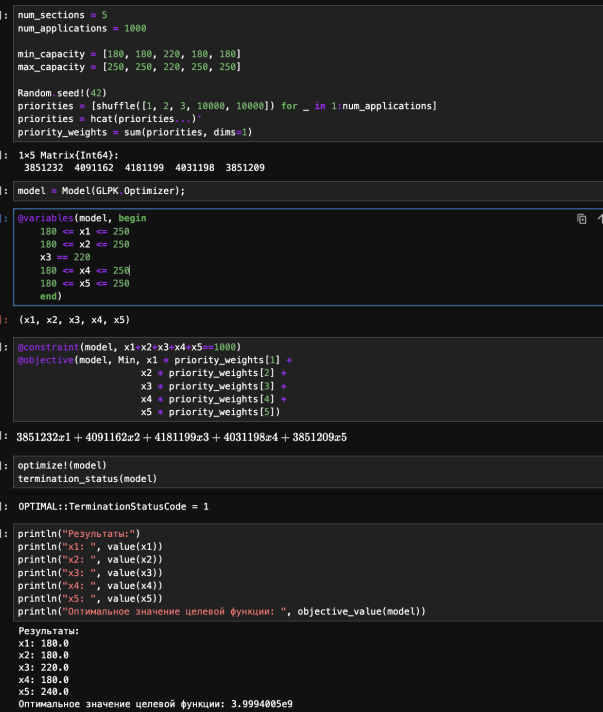 ]:
num_sections = 5
num_applications = 1000
min_capacity = [180, 180, 220, 180, 180]
max_capacity = [250, 250, 220, 250, 250]
Random.seed!(42)
priorities = [shuffle([1, 2, 3, 10000, 10000]) for _ in 1:num_applications]
priorities = hcat(priorities...)'
priority_weights = sum(priorities, dims=1)
]:
1×5 Matrix{Int64}:
3851232  4091162  4181199  4031198  3851209
]:
model = Model(GLPK.Optimizer);
]:
@variables(model, begin
180 <= x1 <= 250
180 <= x2 <= 250
x3 == 220
180 <= x4 <= 250
180 <= x5 <= 250
end)
]:
(x1, x2, x3, x4, x5)
]:
@constraint(model, x1+x2+x3+x4+x5==1000)
@objective(model, Min, x1 * priority_weights[1] +
x2 * priority_weights[2] +
x3 * priority_weights[3] +
x4 * priority_weights[4] +
x5 * priority_weights[5])
]:
3851232x1 + 4091162x2 + 4181199x3 + 4031198x4 + 3851209x5
]:
optimize!(model)
termination_status(model)
]:
OPTIMAL::TerminationStatusCode = 1
]:
println("Результаты:")
println("x1: ", value(x1))
println("x2: ", value(x2))
println("x3: ", value(x3))
println("x4: ", value(x4))
println("x5: ", value(x5))
println("Оптимальное значение целевой функции: ", objective_value(model))
Результаты:
x1: 180.0
x2: 180.0
x3: 220.0
x4: 180.0
x5: 240.0
Оптимальное значение целевой функции: 3.9994005e9